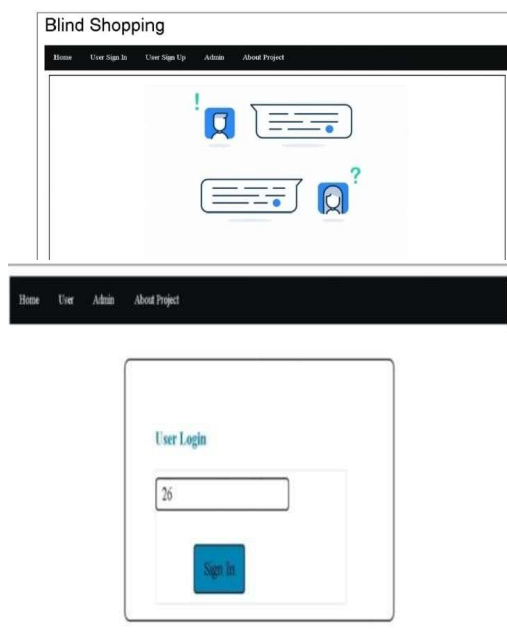 Blind Shopping
Home User Sign In User Sign Up Admin About Project
!
?
Home User Admin About Project
User Login
26
Sign In